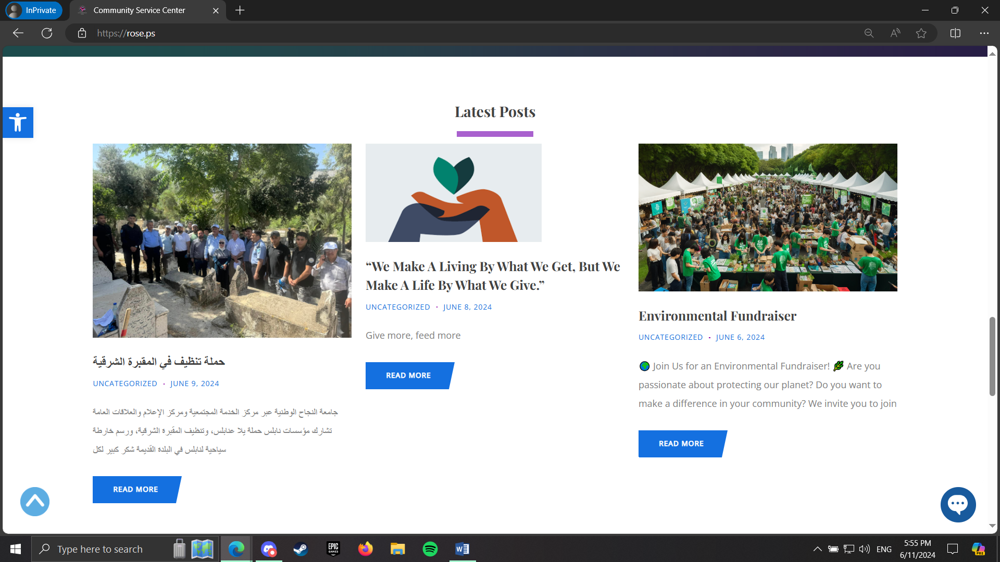 InPrivate
Community Service Center
https://rose.ps
Latest Posts
حملة تنظيف في المقبرة الشرقية
UNCATEGORIZED • JUNE 9, 2024
جامعة النجاح الوطنية عبر مركز الخدمة المجتمعية ومركز الإعلام والعلاقات العامة
تشارك مؤسسات نابلس حملة يلا عنابلس، وتنظيف المقبرة الشرقية، ورسم خارطة
سياحية لنابلس في البلدة القديمة شكر كبير لكل
READ MORE
“We Make A Living By What We Get, But We
Make A Life By What We Give.”
UNCATEGORIZED • JUNE 8, 2024
Give more, feed more
READ MORE
Environmental Fundraiser
UNCATEGORIZED • JUNE 6, 2024
🌍 Join Us for an Environmental Fundraiser! 🌿 Are you
passionate about protecting our planet? Do you want to
make a difference in your community? We invite you to join
READ MORE
Type here to search
EPIC
GAMES
W
ENG
5:55 PM
6/11/2024
PRE